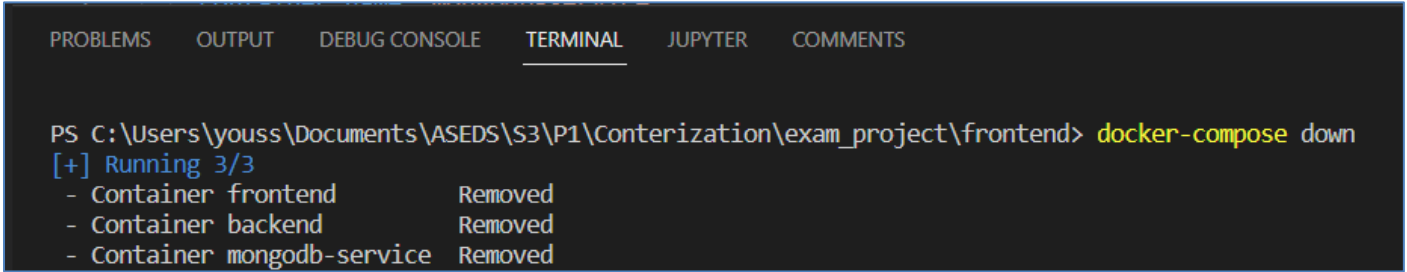 PROBLEMS OUTPUT DEBUG CONSOLE TERMINAL JUPYTER COMMENTS
PS C:\Users\youss\Documents\ASEDS\S3\P1\Conterization\exam_project\frontend> docker-compose down
[+] Running 3/3
- Container frontend Removed
- Container backend Removed
- Container mongodb-service Removed